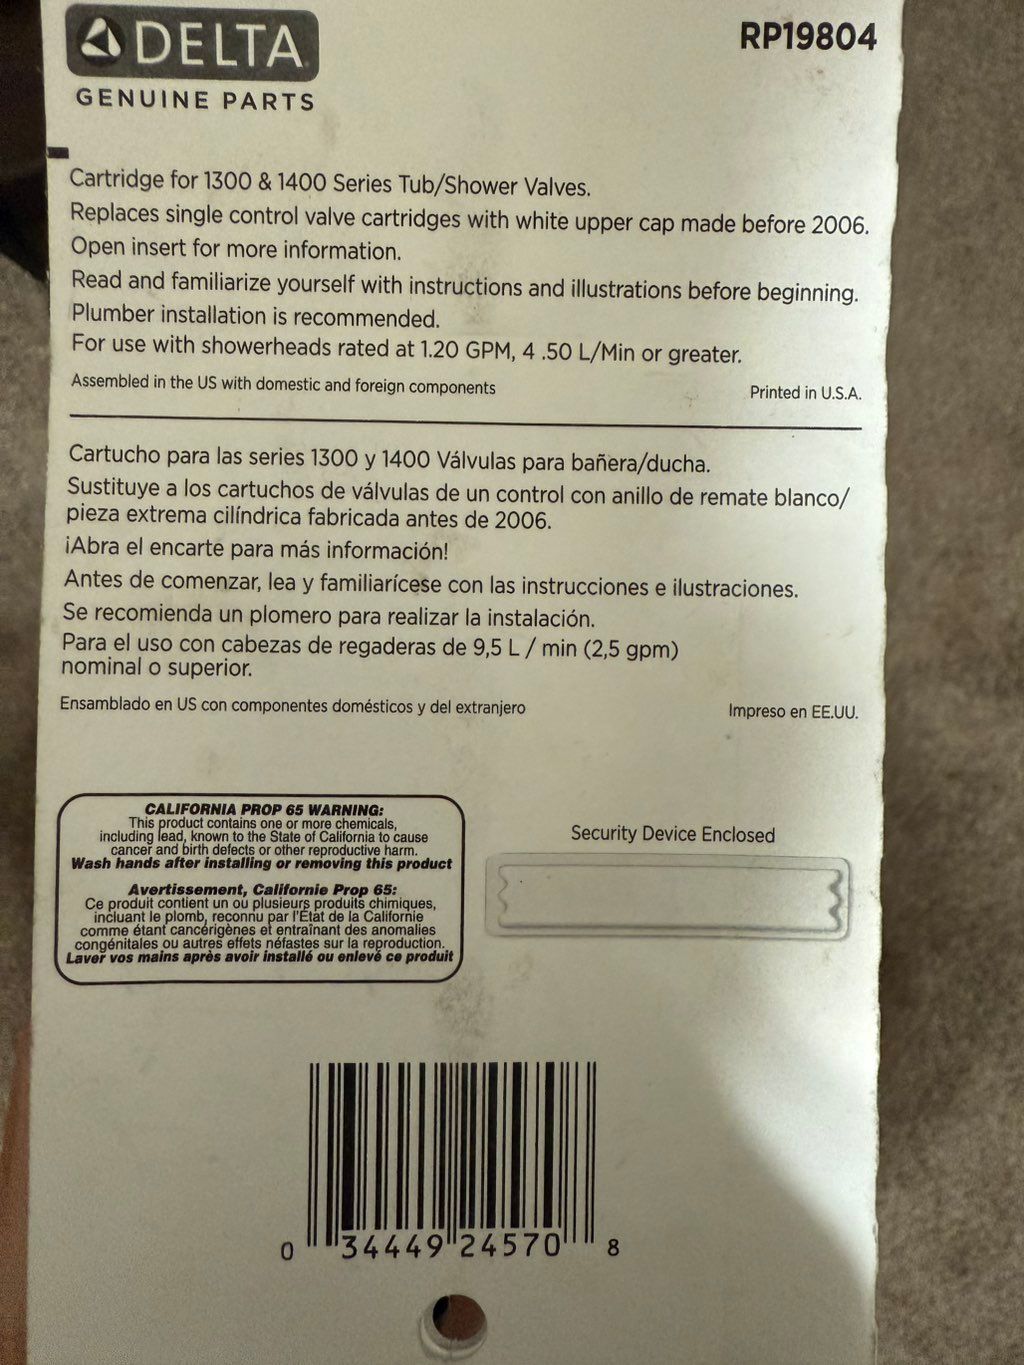 DELTA
RP19804
GENUINE PARTS
Cartridge for 1300 & 1400 Series Tub/Shower Valves.
Replaces single control valve cartridges with white upper cap made before 2006.
Open insert for more information.
Read and familiarize yourself with instructions and illustrations before beginning.
Plumber installation is recommended.
For use with showerheads rated at 1.20 GPM, 4 .50 L/Min or greater.
Assembled in the US with domestic and foreign components
Printed in U.S.A.
Cartucho para las series 1300 y 1400 Válvulas para bañera/ducha.
Sustituye a los cartuchos de válvulas de un control con anillo de remate blanco/
pieza extrema cilíndrica fabricada antes de 2006.
¡Abra el encarte para más información!
Antes de comenzar, lea y familiarícese con las instrucciones e ilustraciones.
Se recomienda un plomero para realizar la instalación.
Para el uso con cabezas de regaderas de 9,5 L / min (2,5 gpm)
nominal o superior.
Ensamblado en US con componentes domésticos y del extranjero
Impreso en EE.UU.
CALIFORNIA PROP 65 WARNING:
This product contains one or more chemicals,
including lead, known to the State of California to cause
cancer and birth defects or other reproductive harm.
Wash hands after installing or removing this product
Avertissement, Californie Prop 65:
Ce produit contient un ou plusieurs produits chimiques,
incluant le plomb, reconnu par l'État de la Californie
comme étant cancérigènes et entraînant des anomalies
congénitales ou autres effets néfastes sur la reproduction.
Laver vos mains après avoir installé ou enlevé ce produit
Security Device Enclosed
0 34449 24570 8